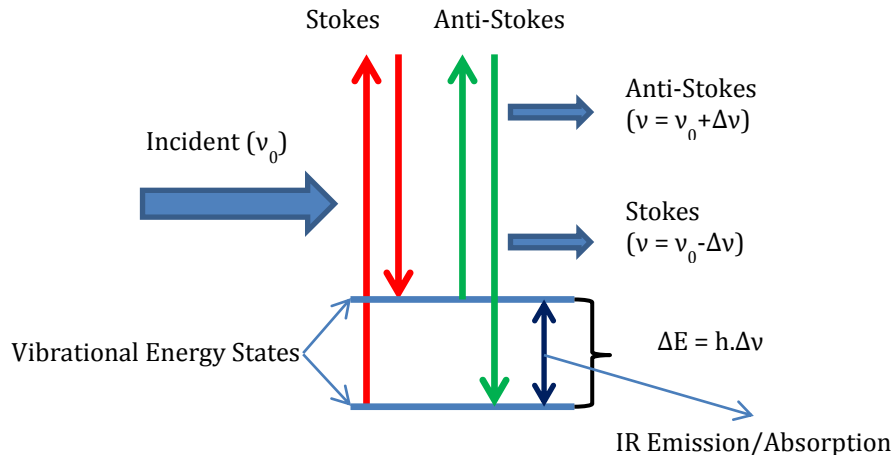 Stokes
Anti-Stokes
Anti-Stokes
(ν = ν₀+Δν)
Incident (ν₀)
Stokes
(ν = ν₀-Δν)
Vibrational Energy States
ΔE = h.Δν
IR Emission/Absorption